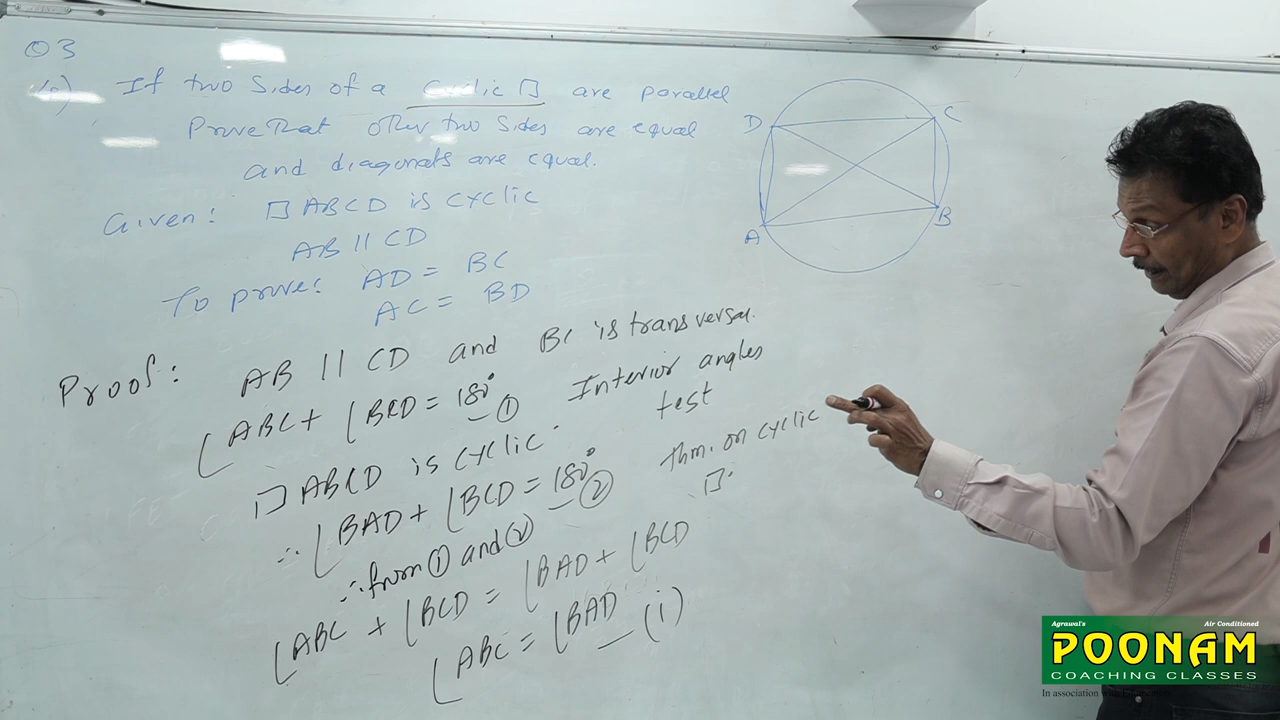 Q3
If two sides of a cyclic □ are parallel
Prove that other two sides are equal
and diagonals are equal.
Given: □ ABCD is cyclic
AB || CD
To prove: AD = BC
AC = BD
D
C
A
B
Proof: AB || CD and BC is transversal.
∠ABC + ∠BCD = 180° — ① Interior angles
test
□ ABCD is cyclic.
∴ ∠BAD + ∠BCD = 180° — ② thm. on cyclic
□.
∴ from ① and ②
∠ABC + ∠BCD = ∠BAD + ∠BCD
∠ABC = ∠BAD — (i)
Agrawal's Air Conditioned
POONAM
COACHING CLASSES
In association with